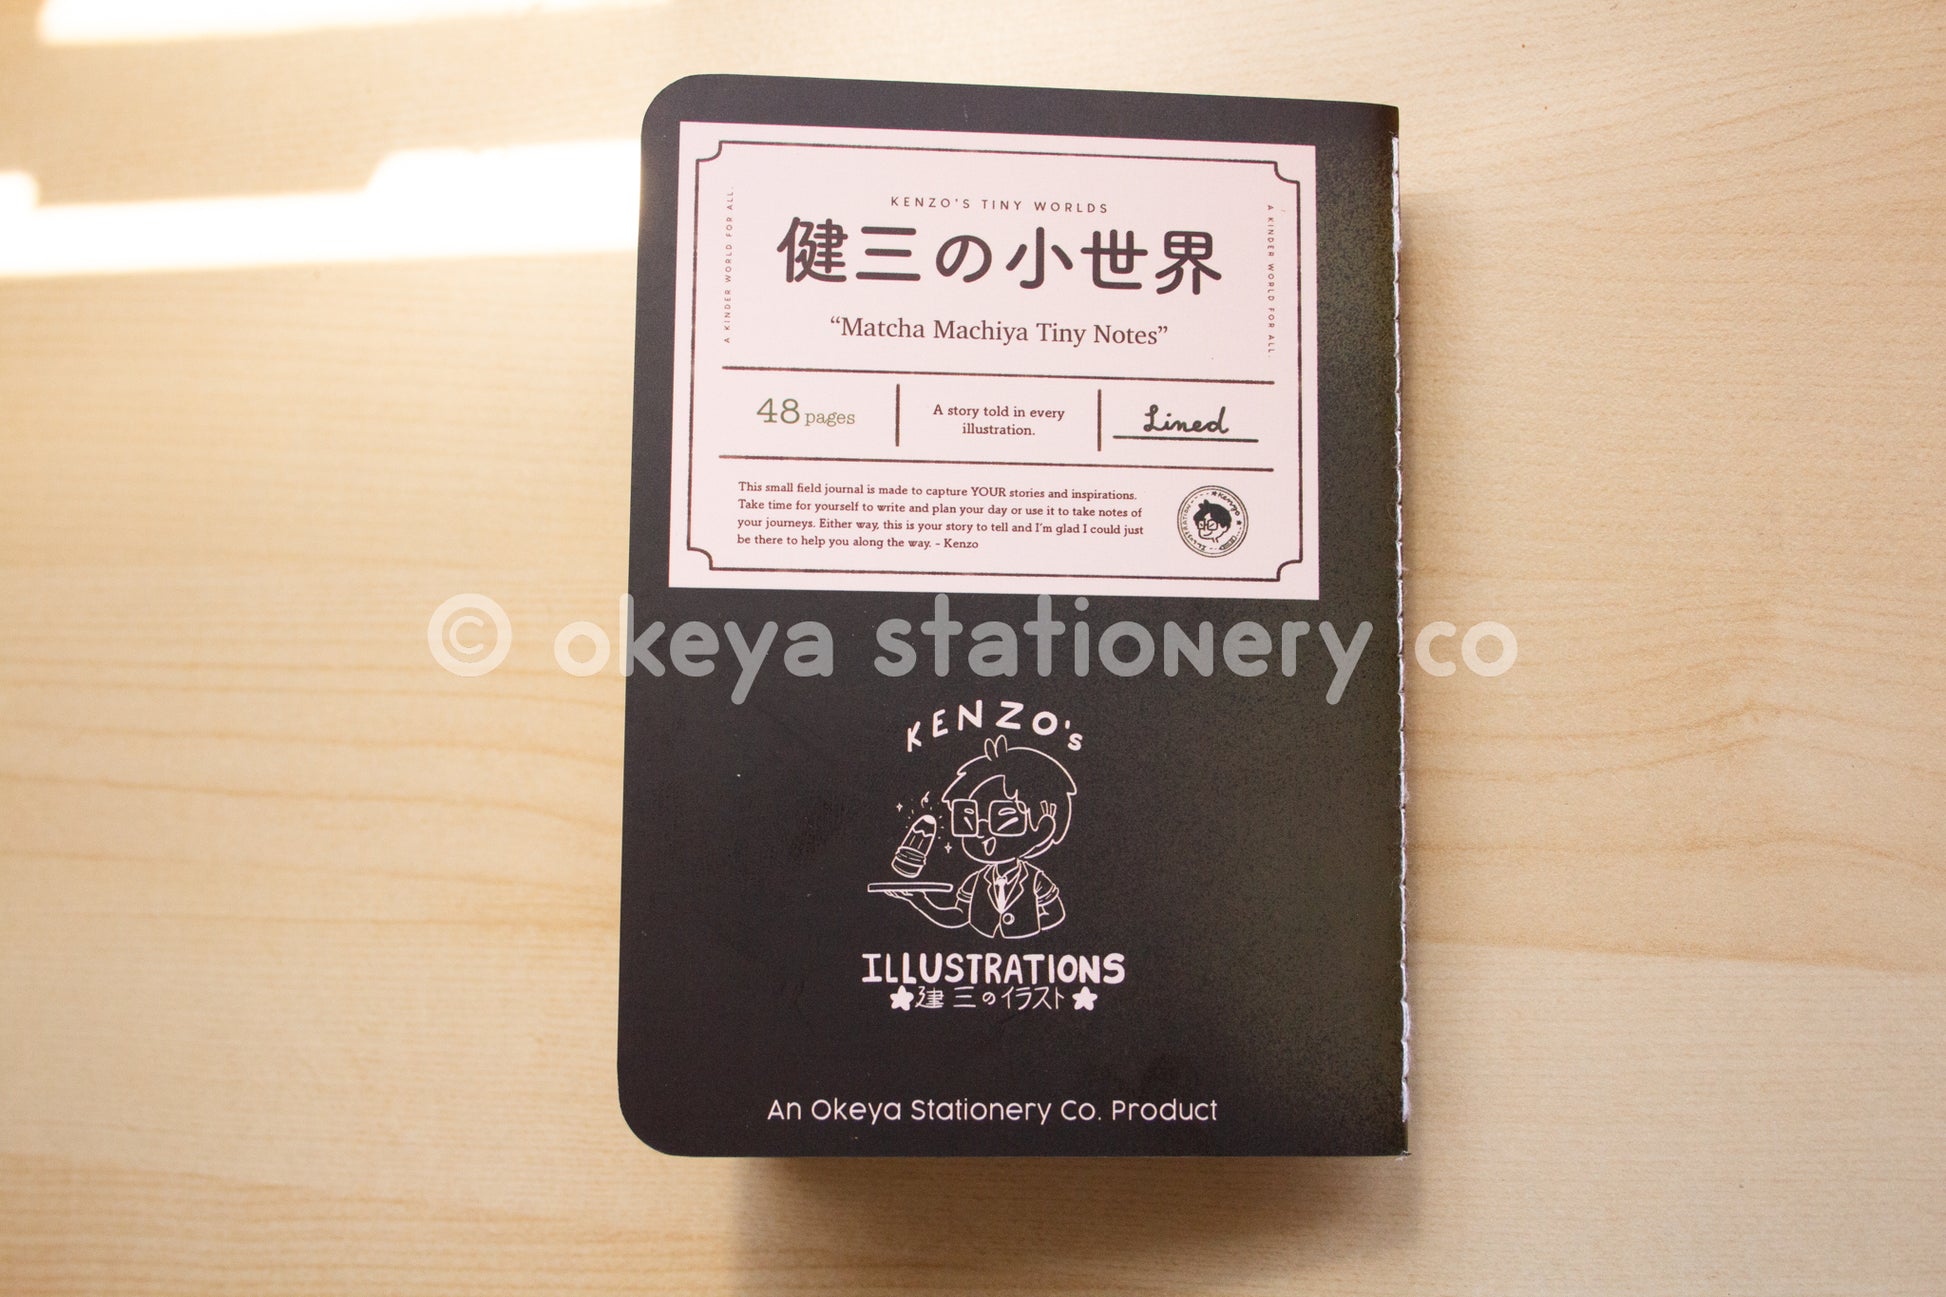 KENZO'S TINY WORLDS
健三の小世界
“Matcha Machiya Tiny Notes”
A KINDER WORLD FOR ALL.
A KINDER WORLD FOR ALL.
48 pages
A story told in every
illustration.
Lined
This small field journal is made to capture YOUR stories and inspirations.
Take time for yourself to write and plan your day or use it to take notes of
your journeys. Either way, this is your story to tell and I'm glad I could just
be there to help you along the way. - Kenzo
Kenzo
ILLUSTRATION
© okeya stationery co
KENZO's
ILLUSTRATIONS
★建三のイラスト★
An Okeya Stationery Co. Product